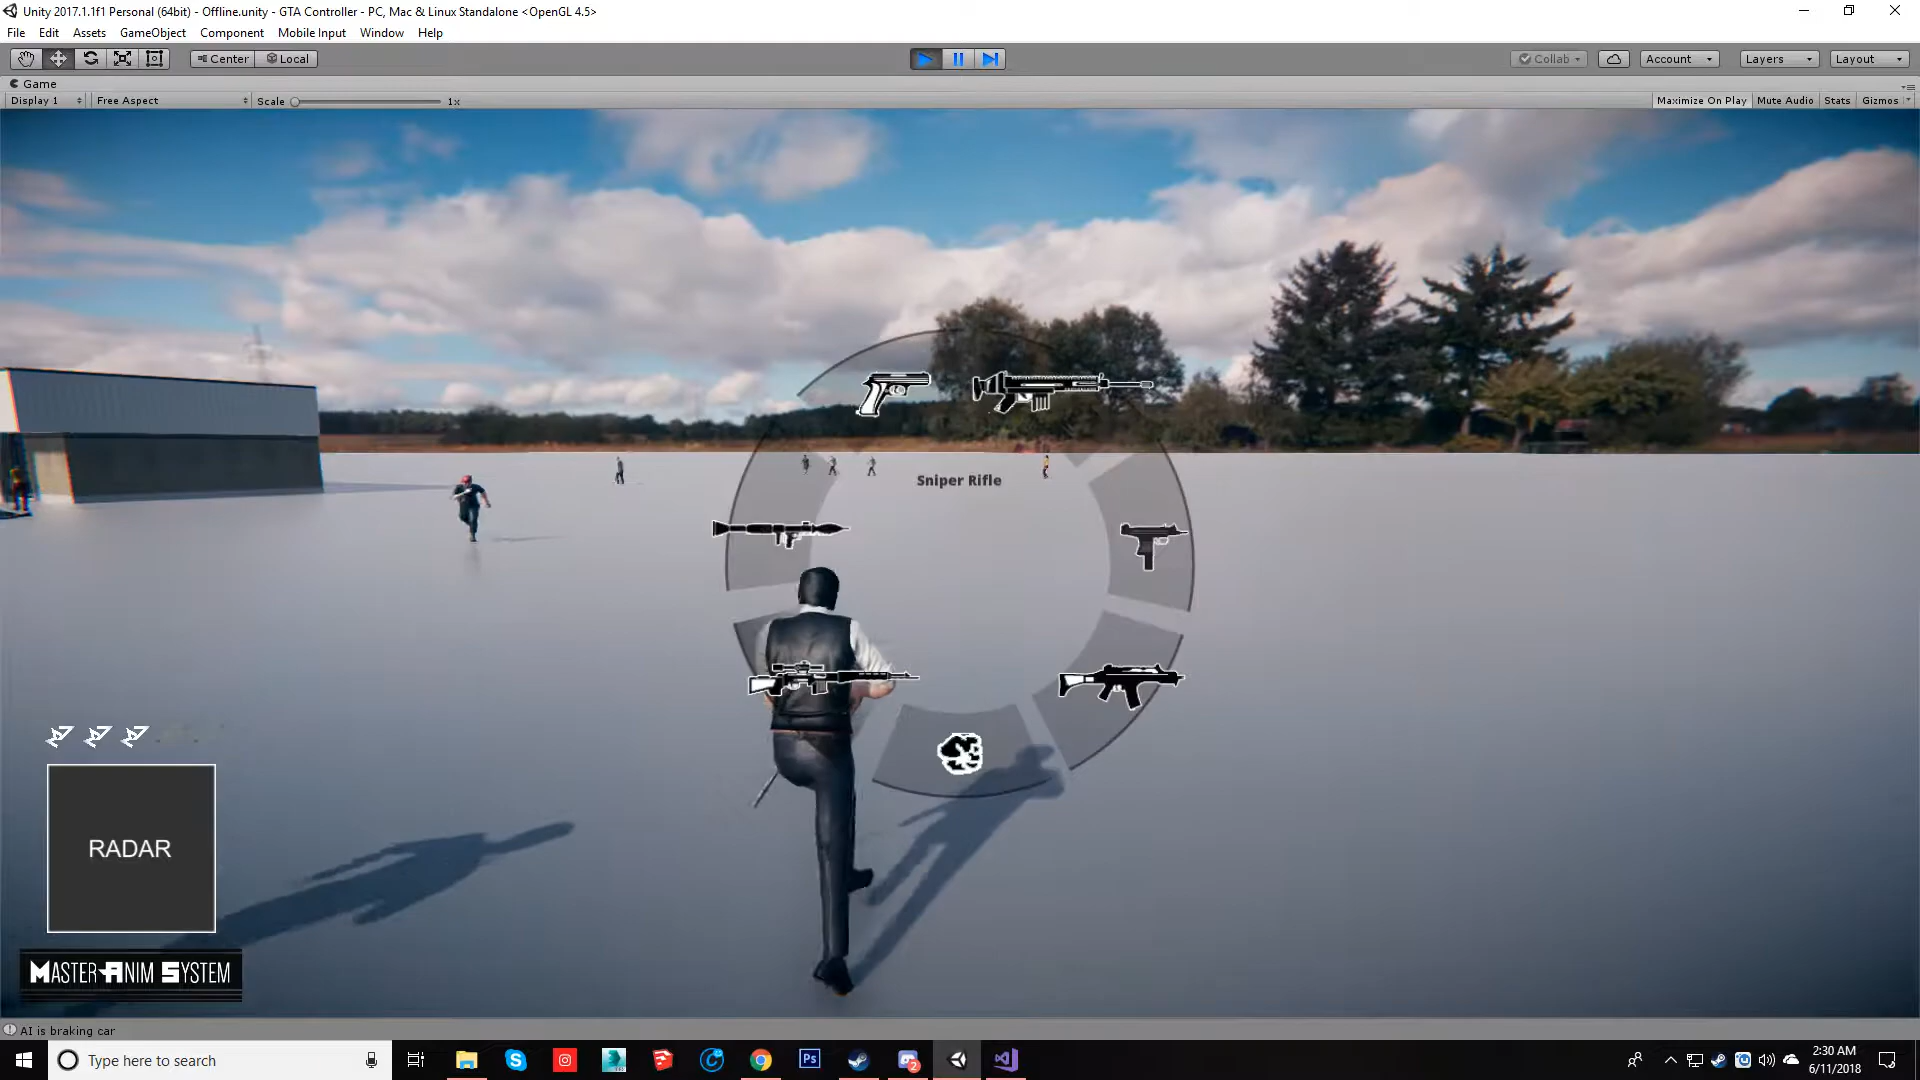 Unity 2017.1.1f1 Personal (64bit) - Offline.unity - GTA Controller - PC, Mac & Linux Standalone <OpenGL 4.5>
File Edit Assets GameObject Component Mobile Input Window Help
Center Local Collab Account Layers Layout
Game
Display 1 Free Aspect Scale 1x Maximize On Play Mute Audio Stats Gizmos
Sniper Rifle
RADAR
MASTER ANIM SYSTEM
AI is braking car
Type here to search
Ps
2
2:30 AM
6/11/2018